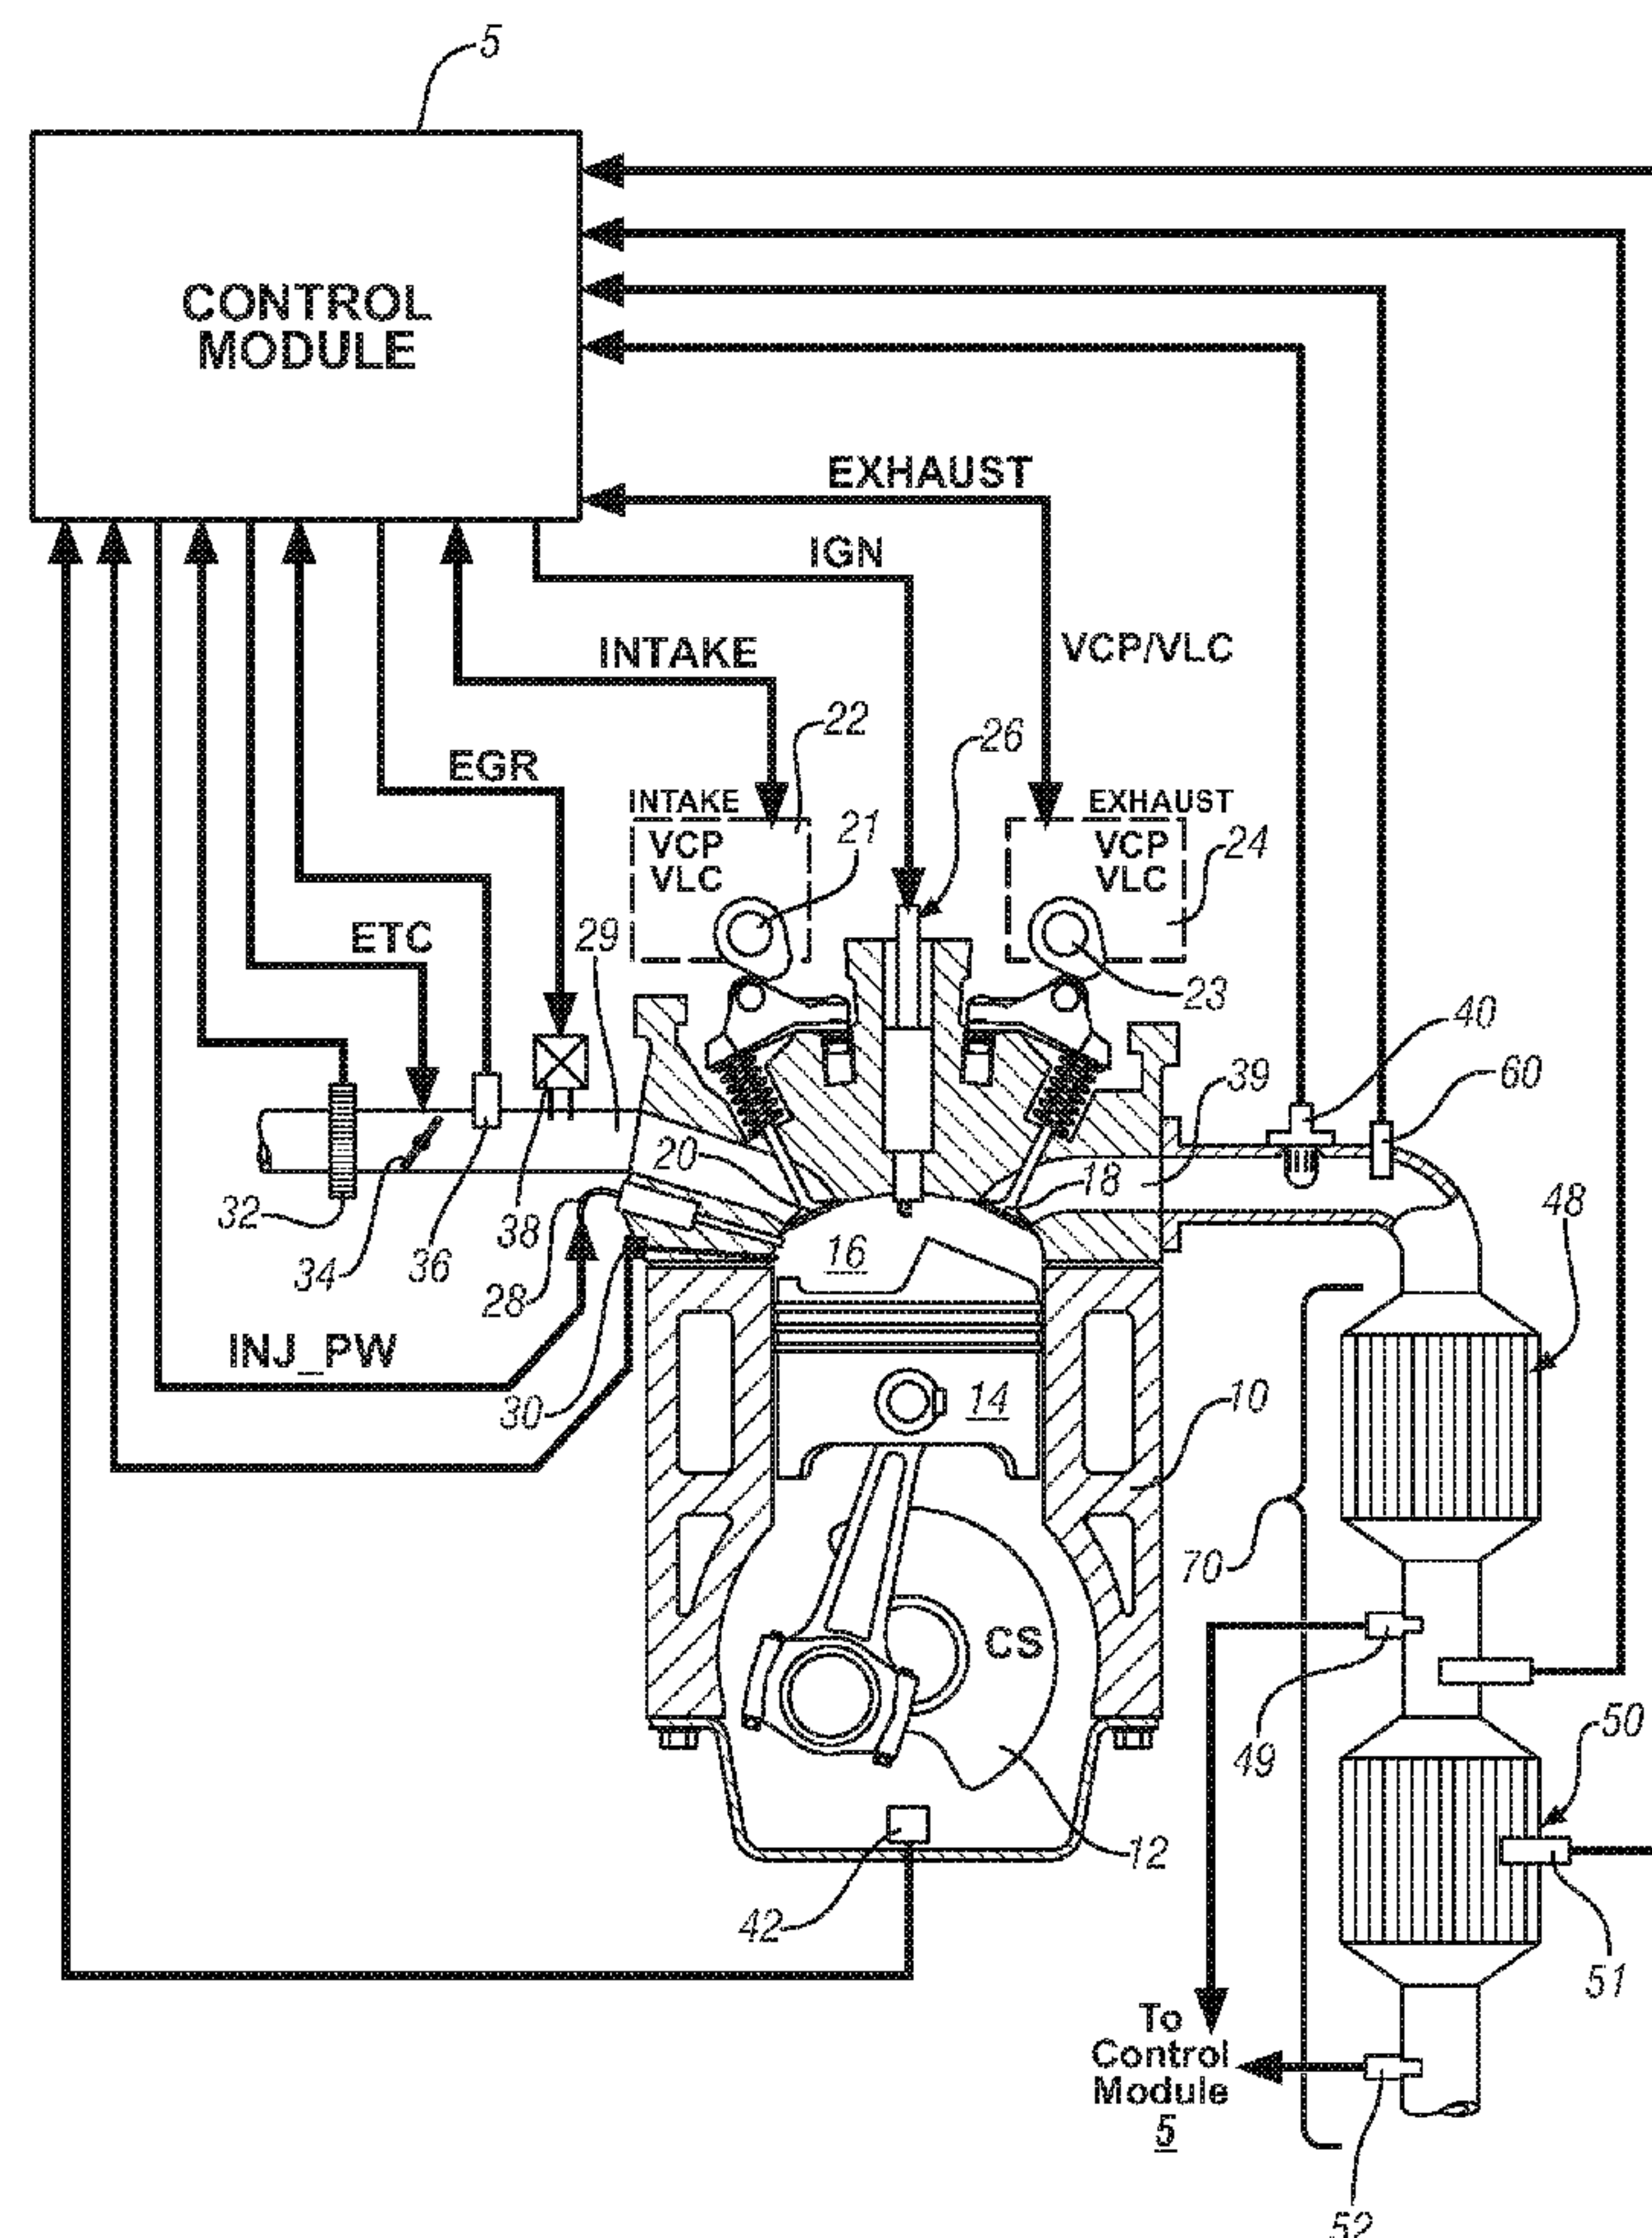 5
CONTROL
MODULE
EXHAUST
IGN
INTAKE
VCP/VLC
22
26
EGR
INTAKE
EXHAUST
VCP
VLC
21
VCP
VLC
24
ETC
29
23
40
39
60
20
18
32
34
36
38
28
16
48
INJ_PW
30
14
10
70
CS
49
50
12
42
51
To
Control
Module
5
52